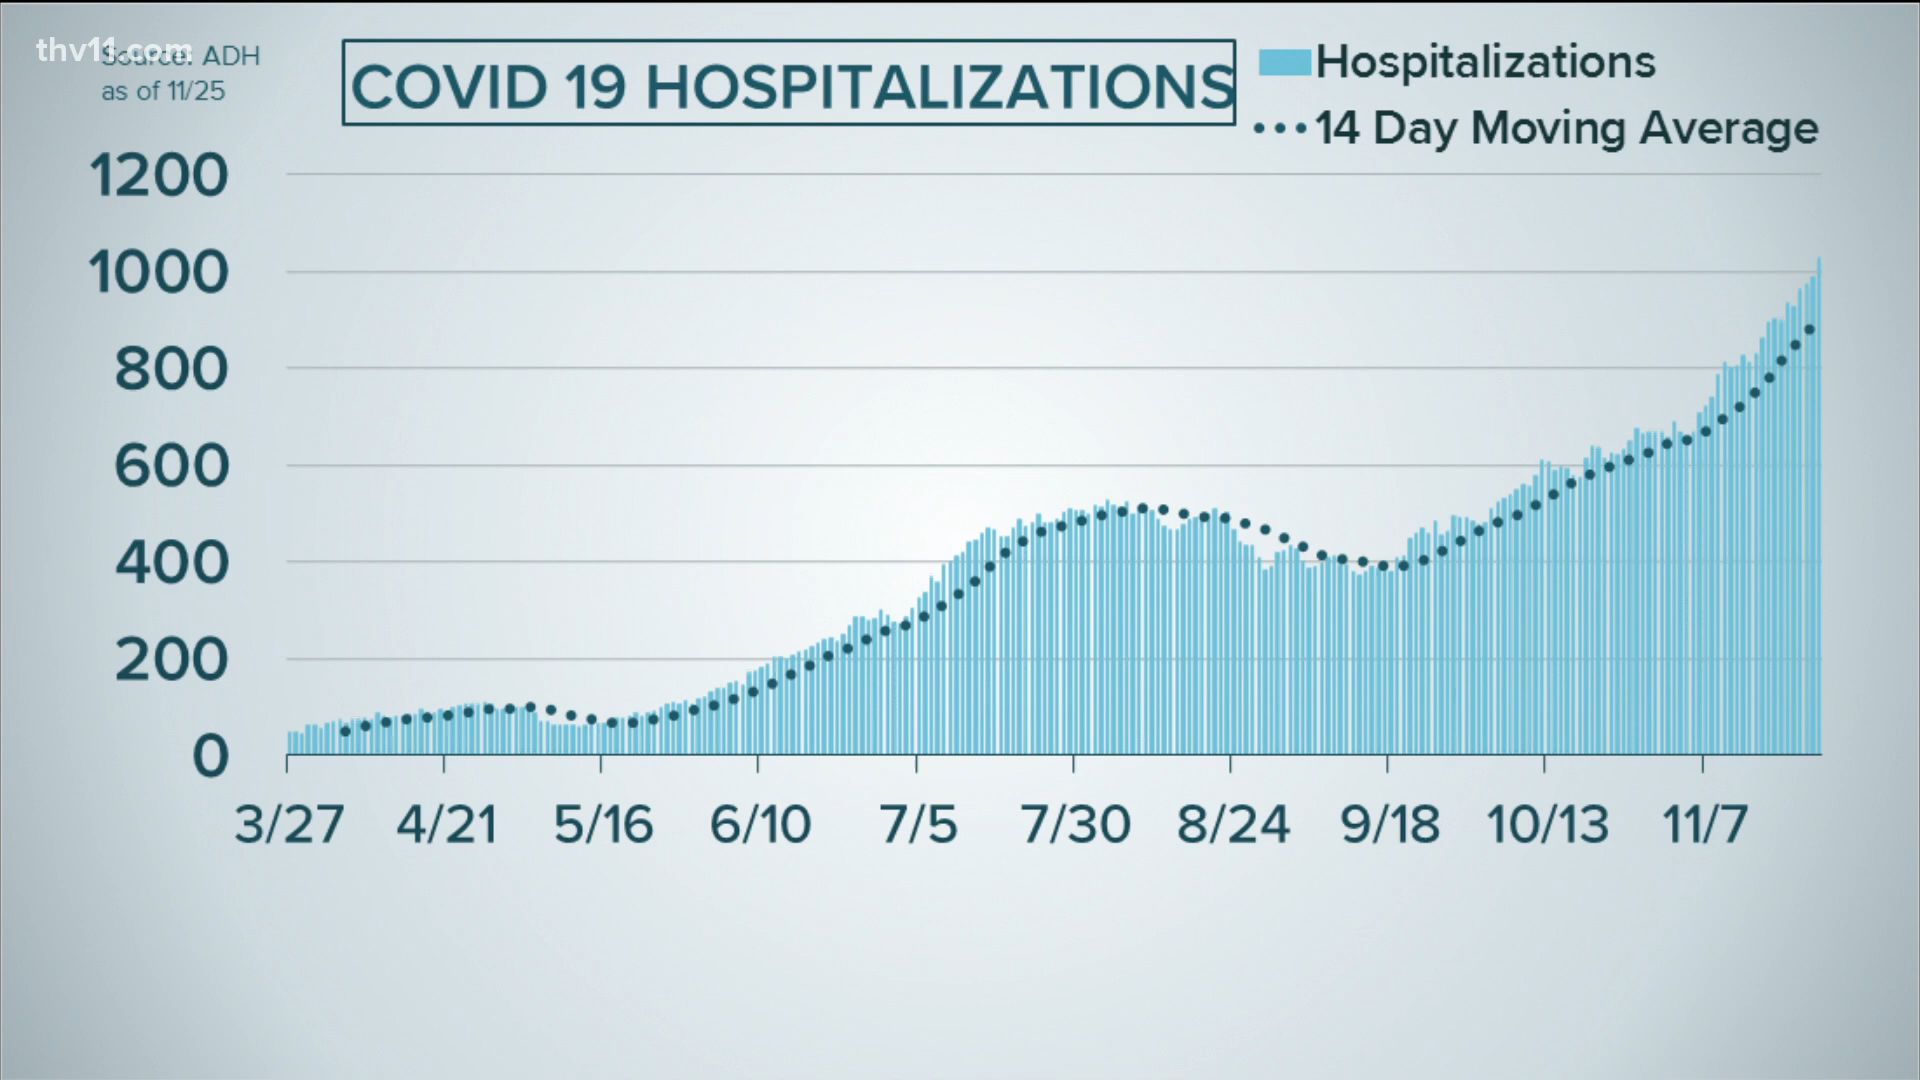 thv11.com
Source: ADH
as of 11/25
COVID 19 HOSPITALIZATIONS
Hospitalizations
14 Day Moving Average
1200
1000
800
600
400
200
0
3/27 4/21 5/16 6/10 7/5 7/30 8/24 9/18 10/13 11/7